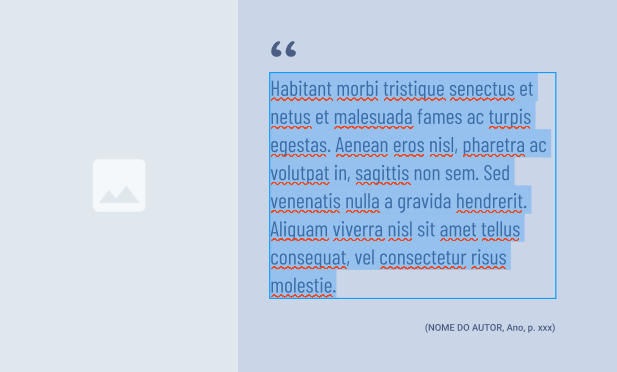 “
Habitant morbi tristique senectus et
netus et malesuada fames ac turpis
egestas. Aenean eros nisl, pharetra ac
volutpat in, sagittis non sem. Sed
venenatis nulla a gravida hendrerit.
Aliquam viverra nisl sit amet tellus
consequat, vel consectetur risus
molestie.
(NOME DO AUTOR, Ano, p. xxx)